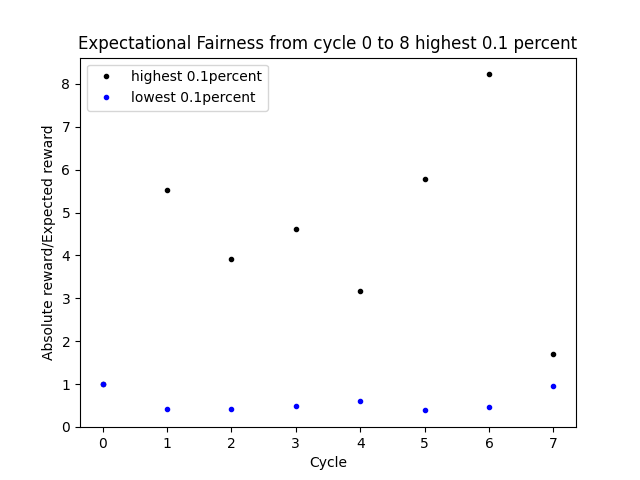 Expectational Fairness from cycle 0 to 8 highest 0.1 percent
highest 0.1percent
lowest 0.1percent
Absolute reward/Expected reward
8
7
6
5
4
3
2
1
0
0 1 2 3 4 5 6 7
Cycle